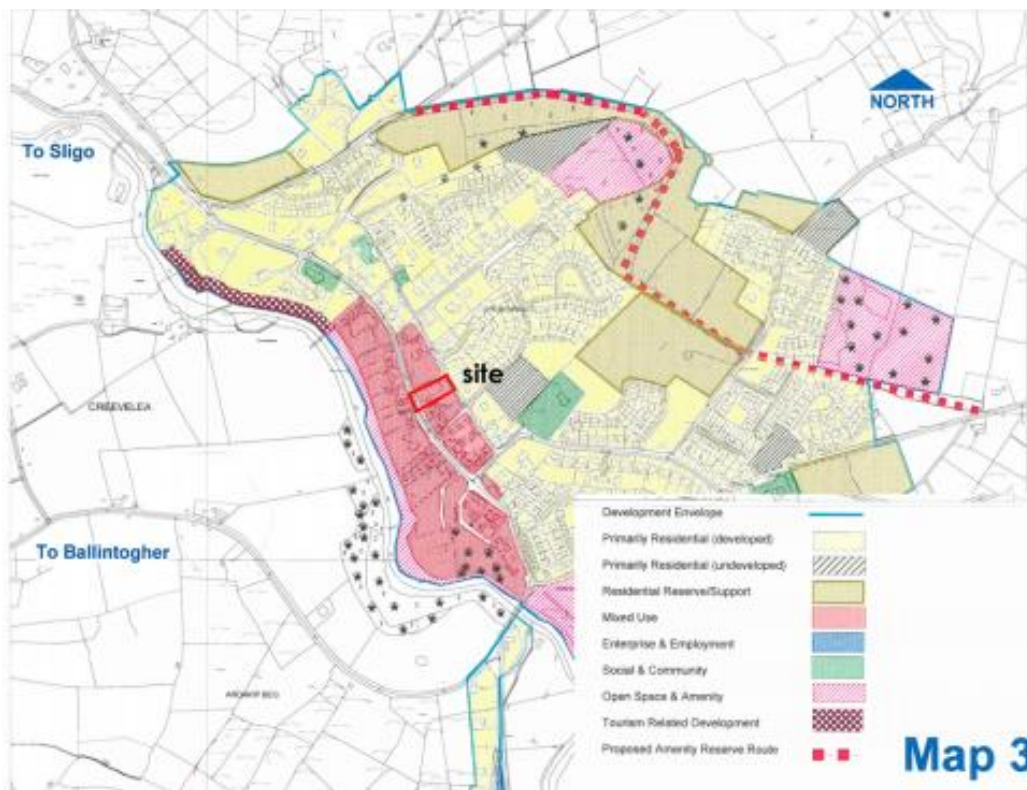 NORTH
To Sligo
site
CREEVELEA
To Ballintogher
Development Envelope
Primarily Residential (developed)
Primarily Residential (undeveloped)
Residential Reserve/Support
Mixed Use
Enterprise & Employment
Social & Community
Open Space & Amenity
Tourism Related Development
Proposed Amenity Reserve Route
Map 3